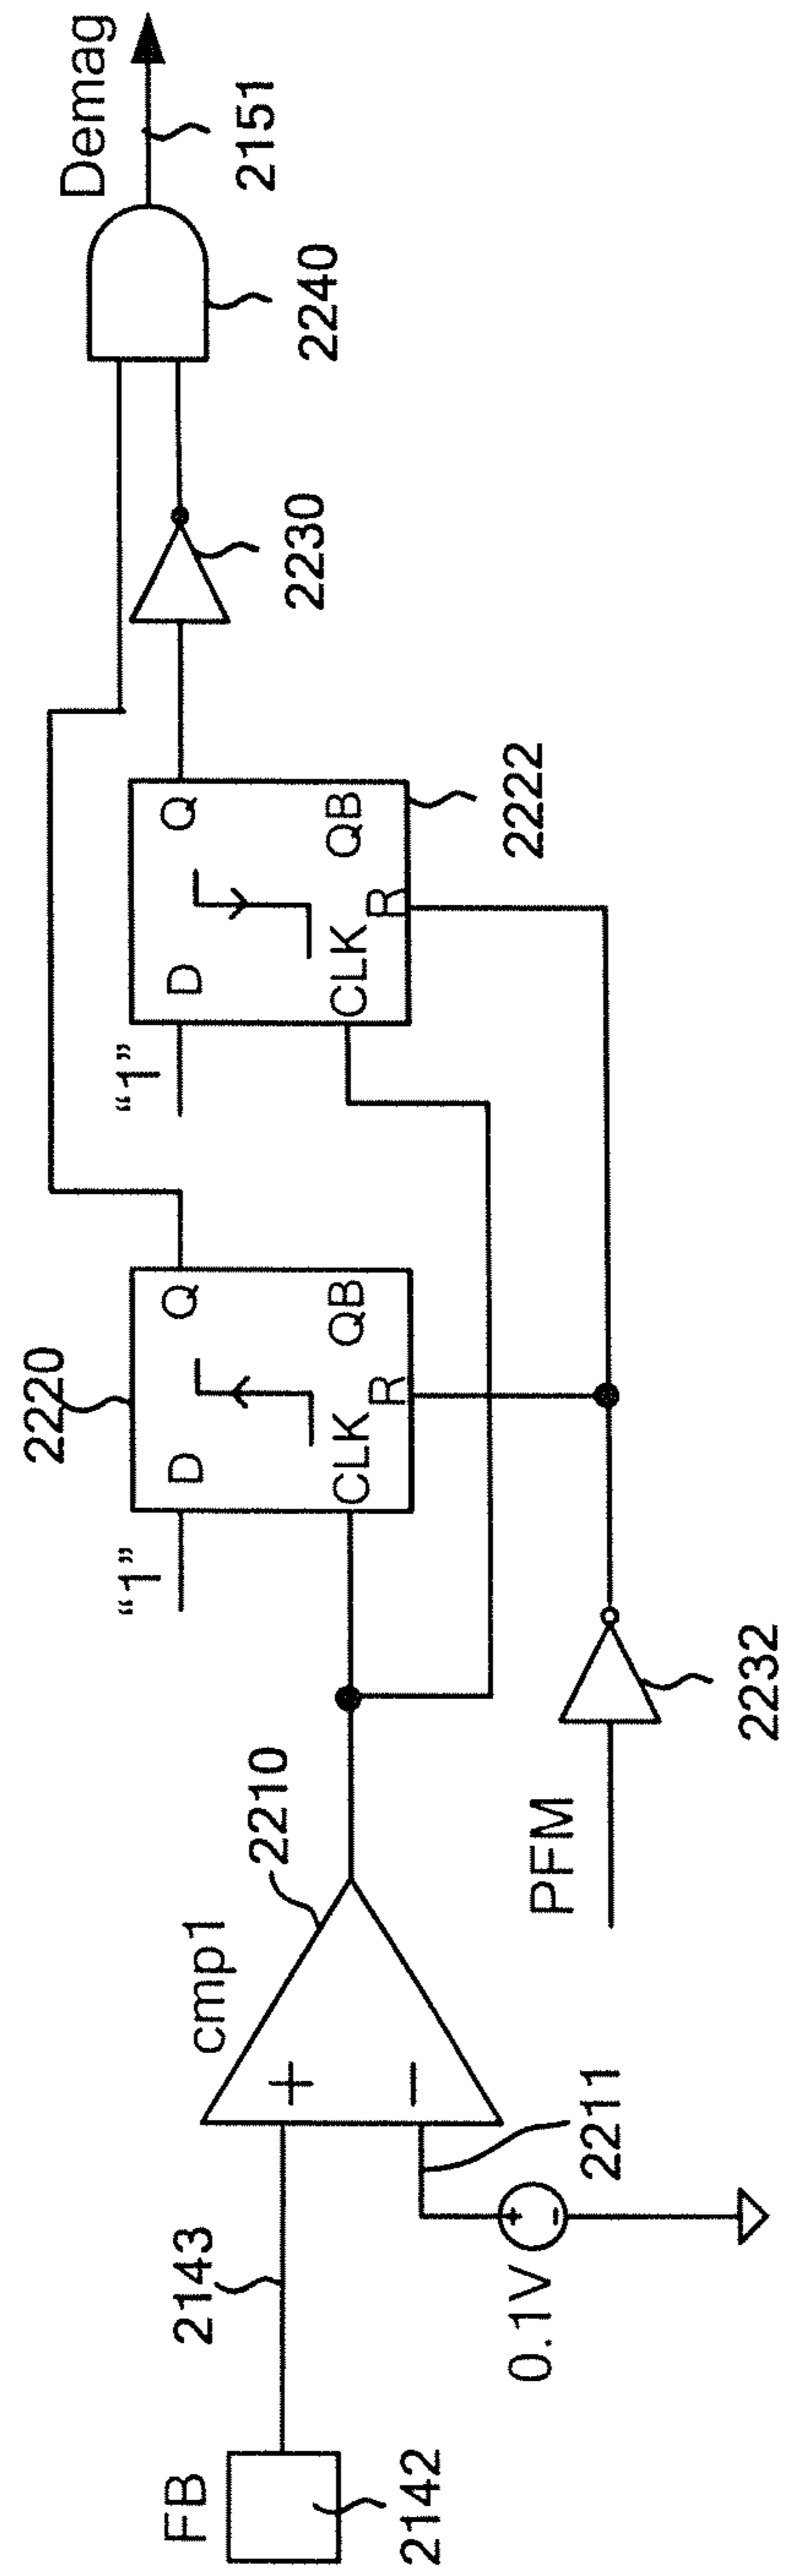 FB
2142
2143
0.1V
2211
+
−
+
-
cmp1
2210
PFM
2232
"1"
2220
D
Q
CLK
QB
R
"1"
D
Q
CLK
QB
R
2222
2230
2240
Demag
2151